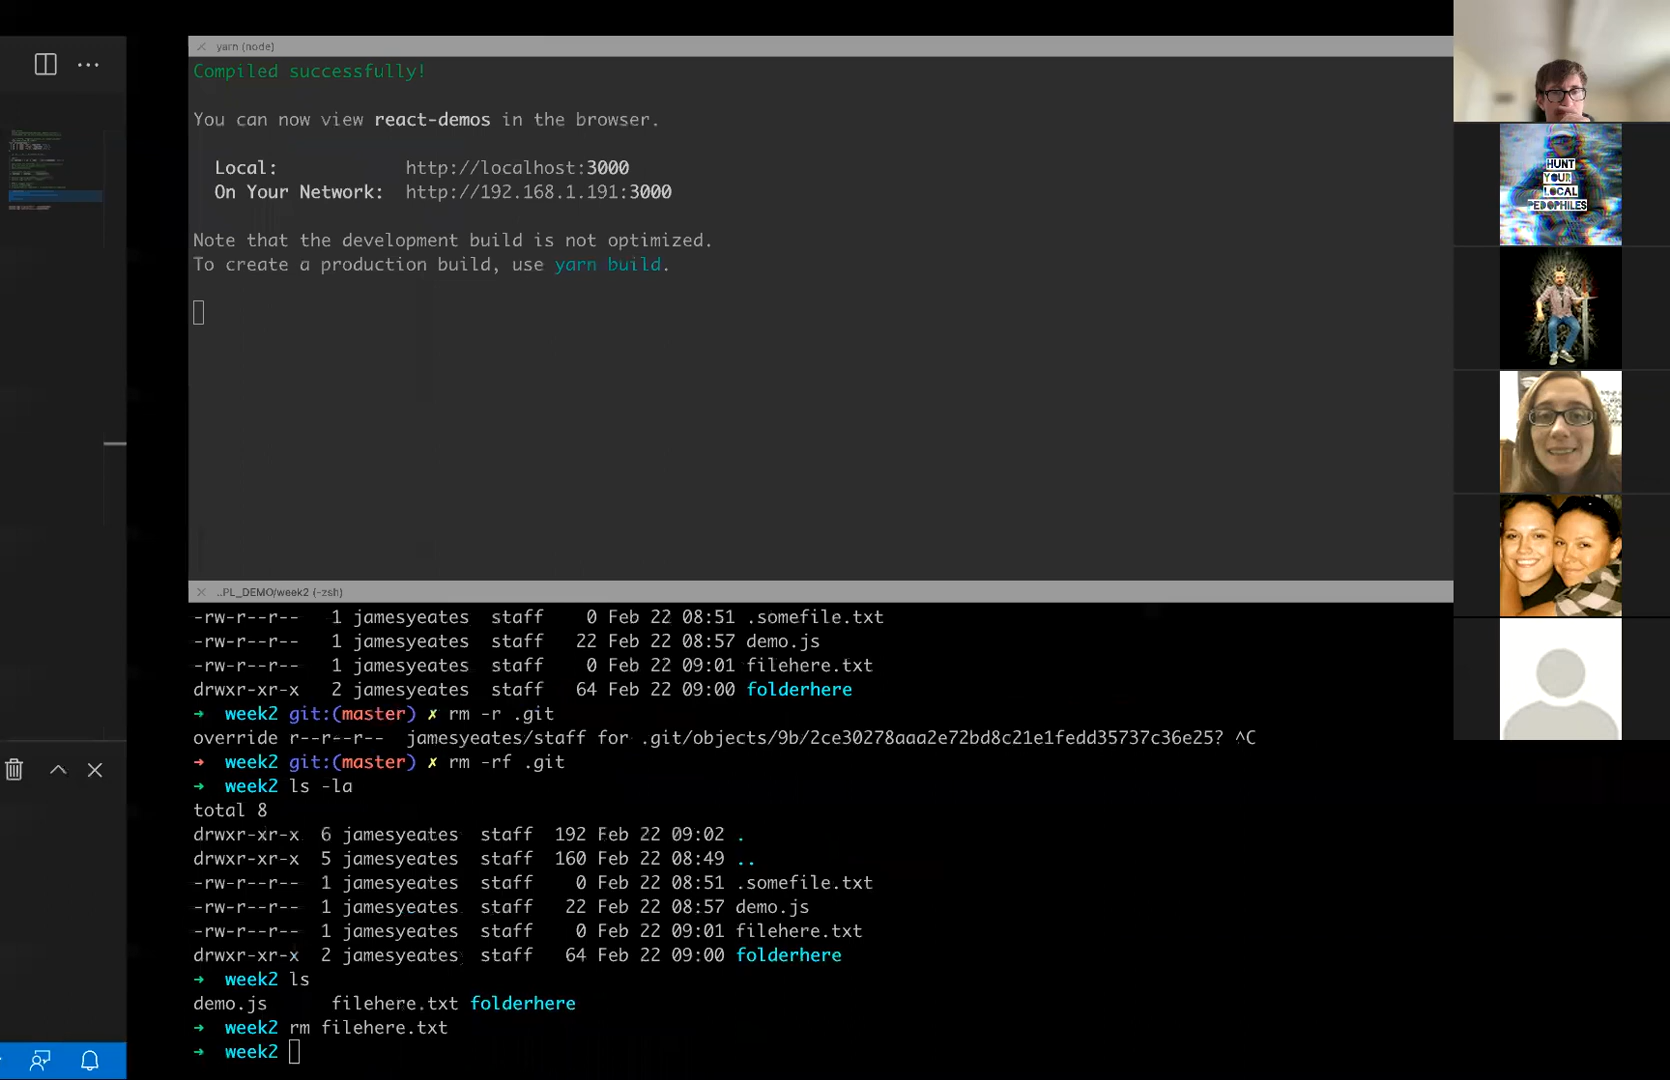 yarn (node)
Compiled successfully!
You can now view react-demos in the browser.
Local: http://localhost:3000
On Your Network: http://192.168.1.191:3000
Note that the development build is not optimized.
To create a production build, use yarn build.
..PL_DEMO/week2 (-zsh)
-rw-r--r-- 1 jamesyeates staff 0 Feb 22 08:51 .somefile.txt
-rw-r--r-- 1 jamesyeates staff 22 Feb 22 08:57 demo.js
-rw-r--r-- 1 jamesyeates staff 0 Feb 22 09:01 filehere.txt
drwxr-xr-x 2 jamesyeates staff 64 Feb 22 09:00 folderhere
→ week2 git:(master) ✗ rm -r .git
override r--r--r-- jamesyeates/staff for .git/objects/9b/2ce30278aaa2e72bd8c21e1fedd35737c36e25? ^C
→ week2 git:(master) ✗ rm -rf .git
→ week2 ls -la
total 8
drwxr-xr-x 6 jamesyeates staff 192 Feb 22 09:02 .
drwxr-xr-x 5 jamesyeates staff 160 Feb 22 08:49 ..
-rw-r--r-- 1 jamesyeates staff 0 Feb 22 08:51 .somefile.txt
-rw-r--r-- 1 jamesyeates staff 22 Feb 22 08:57 demo.js
-rw-r--r-- 1 jamesyeates staff 0 Feb 22 09:01 filehere.txt
drwxr-xr-x 2 jamesyeates staff 64 Feb 22 09:00 folderhere
→ week2 ls
demo.js filehere.txt folderhere
→ week2 rm filehere.txt
→ week2
HUNT
YOUR
LOCAL
PEDOPHILES